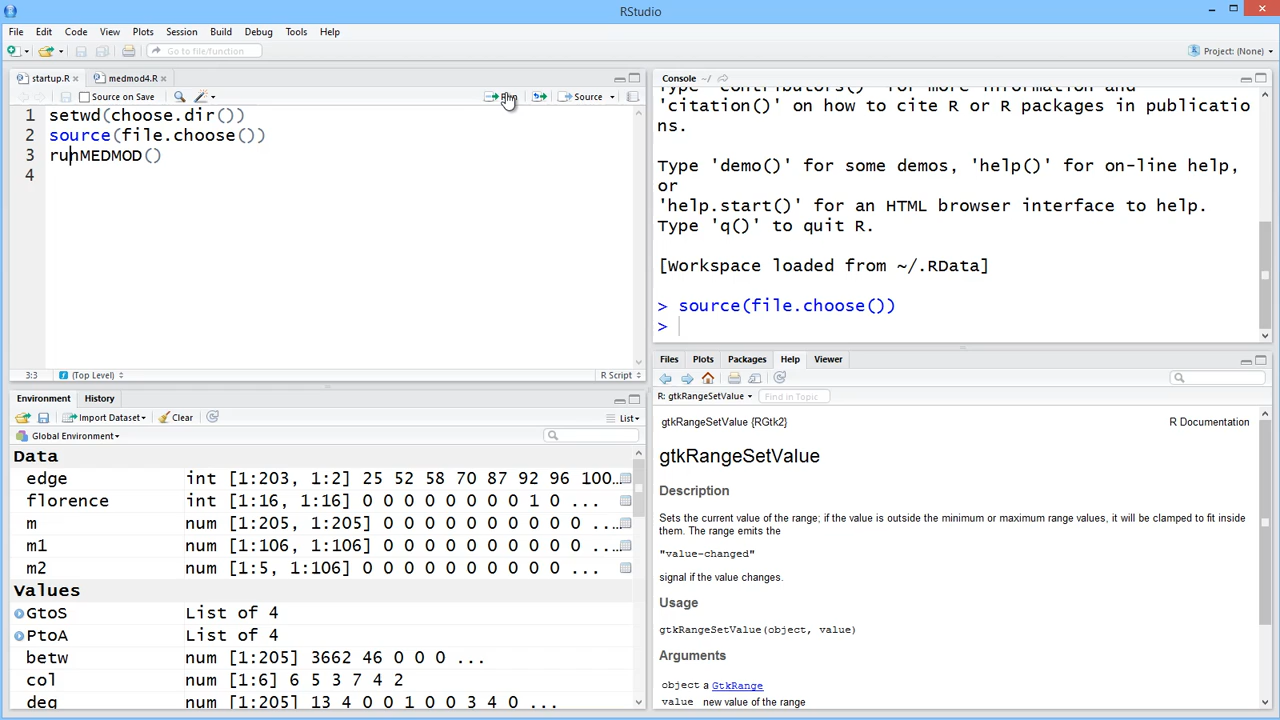 RStudio
File Edit Code View Plots Session Build Debug Tools Help
Go to file/function Project: (None)
startup.R medmod4.R
Source on Save Source
1 setwd(choose.dir())
2 source(file.choose())
3 runMEDMOD()
4
3:3 (Top Level) R Script
Environment History
Import Dataset Clear List
Global Environment
Data
edge int [1:203, 1:2] 25 52 58 70 87 92 96 100...
florence int [1:16, 1:16] 0 0 0 0 0 0 0 0 1 0 ...
m num [1:205, 1:205] 0 0 0 0 0 0 0 0 0 0 0 ...
m1 num [1:106, 1:106] 0 0 0 0 0 0 0 0 0 0 0 ...
m2 num [1:5, 1:106] 0 0 0 0 0 0 0 0 0 0 ...
Values
GtoS List of 4
PtoA List of 4
betw num [1:205] 3662 46 0 0 0 ...
col num [1:6] 6 5 3 7 4 2
deg num [1:205] 13 4 0 0 1 0 0 3 4 0 ...
Console ~/
Type 'contributors()' for more information and
'citation()' on how to cite R or R packages in publicatio
ns.
Type 'demo()' for some demos, 'help()' for on-line help,
or
'help.start()' for an HTML browser interface to help.
Type 'q()' to quit R.
[Workspace loaded from ~/.RData]
> source(file.choose())
>
Files Plots Packages Help Viewer
R: gtkRangeSetValue Find in Topic
gtkRangeSetValue {RGtk2} R Documentation
gtkRangeSetValue
Description
Sets the current value of the range; if the value is outside the minimum or maximum range values, it will be clamped to fit inside
them. The range emits the
"value-changed"
signal if the value changes.
Usage
gtkRangeSetValue(object, value)
Arguments
object a GtkRange
value new value of the range